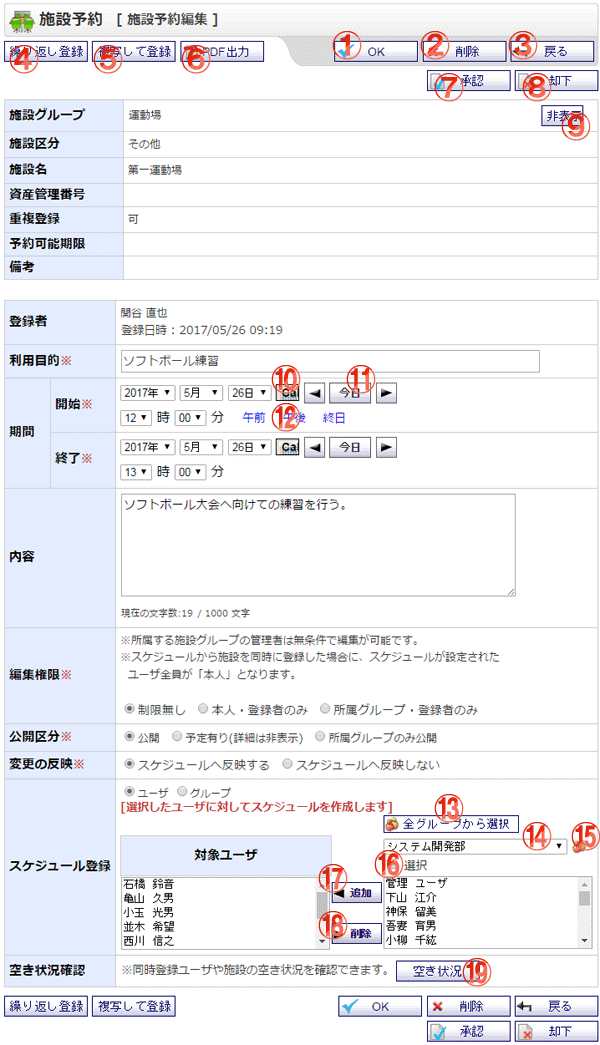 施設予約 [ 施設予約編集 ]
④ 繰り返し登録 ⑤ 複写して登録 ⑥ PDF出力 ① OK ② 削除 ③ 戻る
⑦ 承認 ⑧ 却下
施設グループ 運動場 非表示 ⑨
施設区分 その他
施設名 第一運動場
資産管理番号
重複登録 可
予約可能期限
備考
登録者 関谷 直也
登録日時：2017/05/26 09:19
利用目的※ ソフトボール練習
期間 開始※ 2017年 5月 26日 ⑩ Cal ⑪ 今日
12 時 00 分 ⑫ 午前 午後 終日
終了※ 2017年 5月 26日 Cal 今日
13 時 00 分
内容 ソフトボール大会へ向けての練習を行う。
現在の文字数:19 / 1000 文字
編集権限※ ※所属する施設グループの管理者は無条件で編集が可能です。
※スケジュールから施設を同時に登録した場合に、スケジュールが設定された
ユーザ全員が「本人」となります。
制限無し 本人・登録者のみ 所属グループ・登録者のみ
公開区分※ 公開 予定有り(詳細は非表示) 所属グループのみ公開
変更の反映※ スケジュールへ反映する スケジュールへ反映しない
スケジュール登録 ユーザ グループ
[選択したユーザに対してスケジュールを作成します]
⑬ 全グループから選択
対象ユーザ システム開発部 ⑭ ⑮
⑯ 選択
石橋 鈴音
亀山 久男
小玉 光男
並木 希望
西川 信之
⑰ 追加
⑱ 削除
管理 ユーザ
下山 江介
神保 留美
吾妻 育男
小柳 千紘
空き状況確認 ※同時登録ユーザや施設の空き状況を確認できます。 空き状況 ⑲
繰り返し登録 複写して登録 OK 削除 戻る
承認 却下